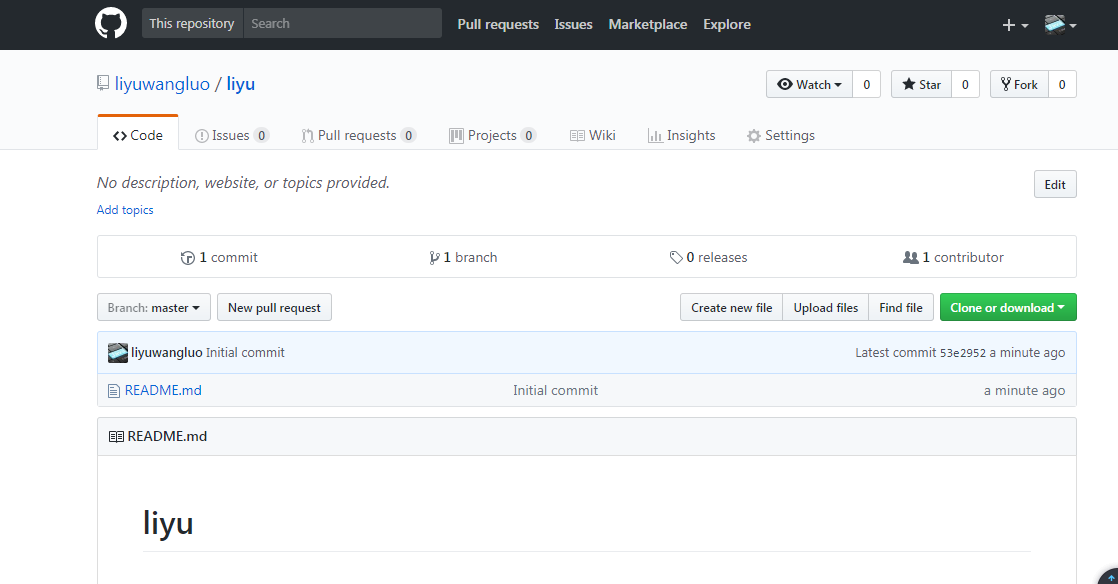 This repository Search Pull requests Issues Marketplace Explore
liyuwangluo / liyu Watch 0 Star 0 Fork 0
Code Issues 0 Pull requests 0 Projects 0 Wiki Insights Settings
No description, website, or topics provided. Edit
Add topics
1 commit 1 branch 0 releases 1 contributor
Branch: master New pull request Create new file Upload files Find file Clone or download
liyuwangluo Initial commit Latest commit 53e2952 a minute ago
README.md Initial commit a minute ago
README.md
liyu